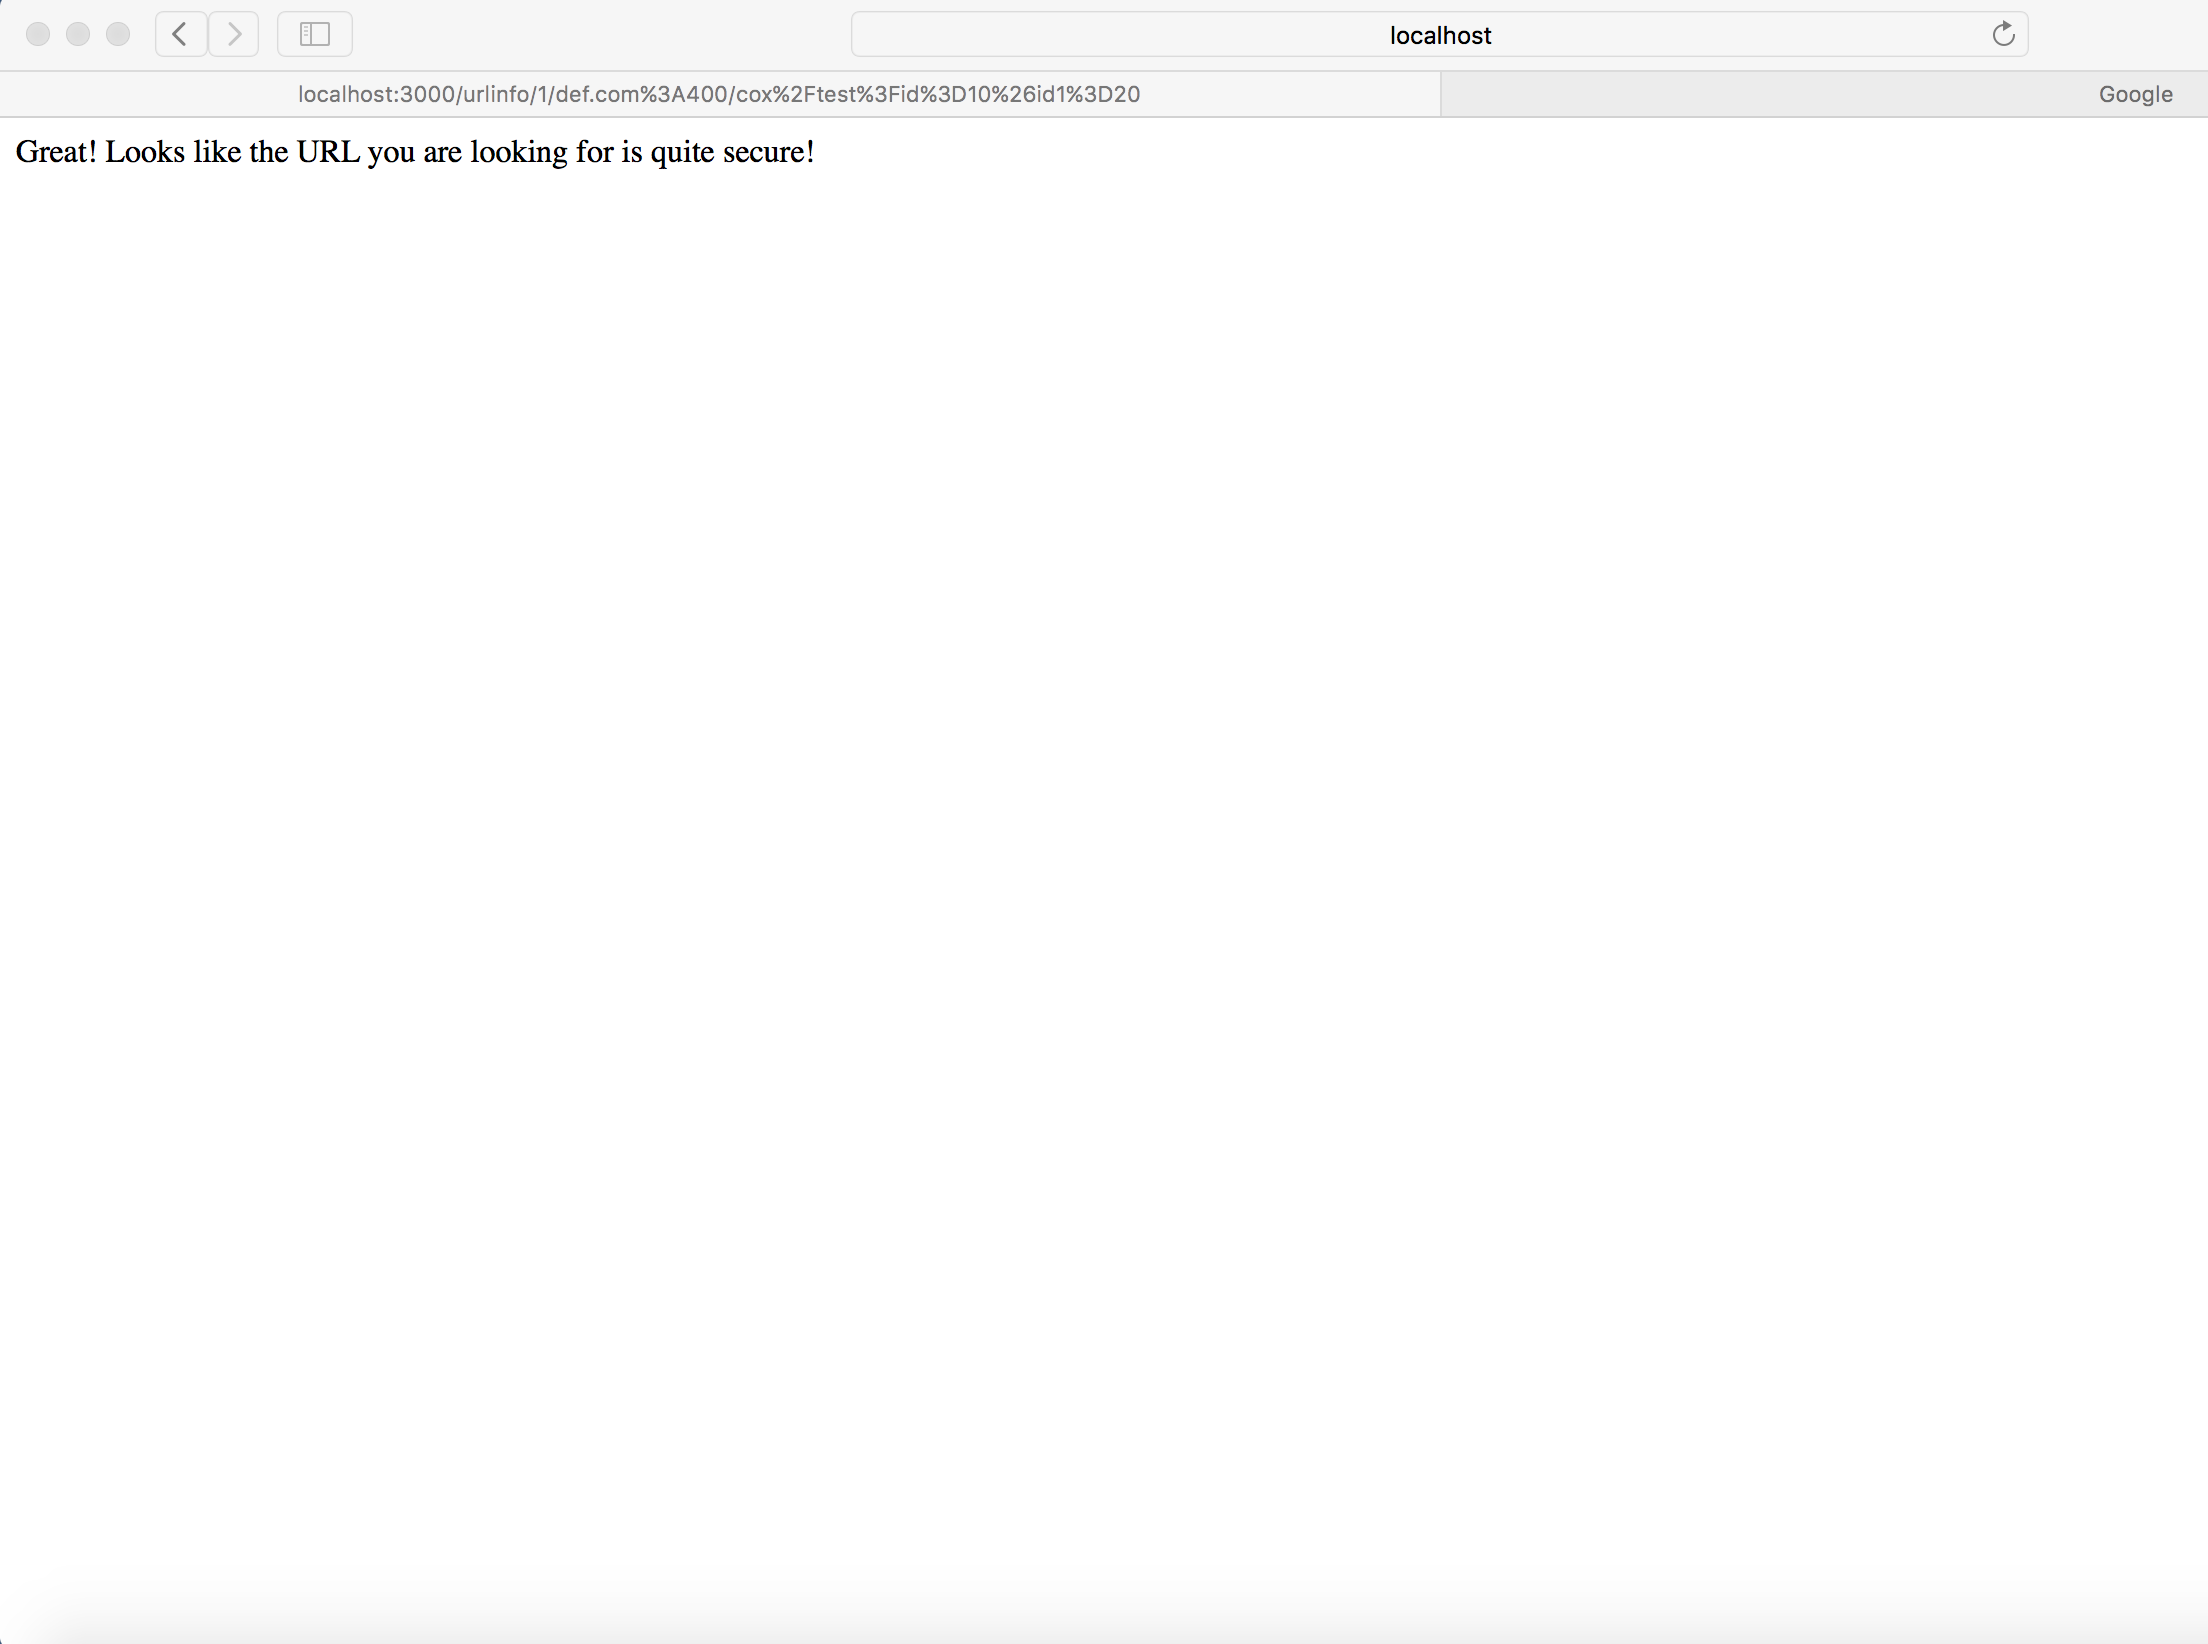 localhost
localhost:3000/urlinfo/1/def.com%3A400/cox%2Ftest%3Fid%3D10%26id1%3D20
Google
Great! Looks like the URL you are looking for is quite secure!